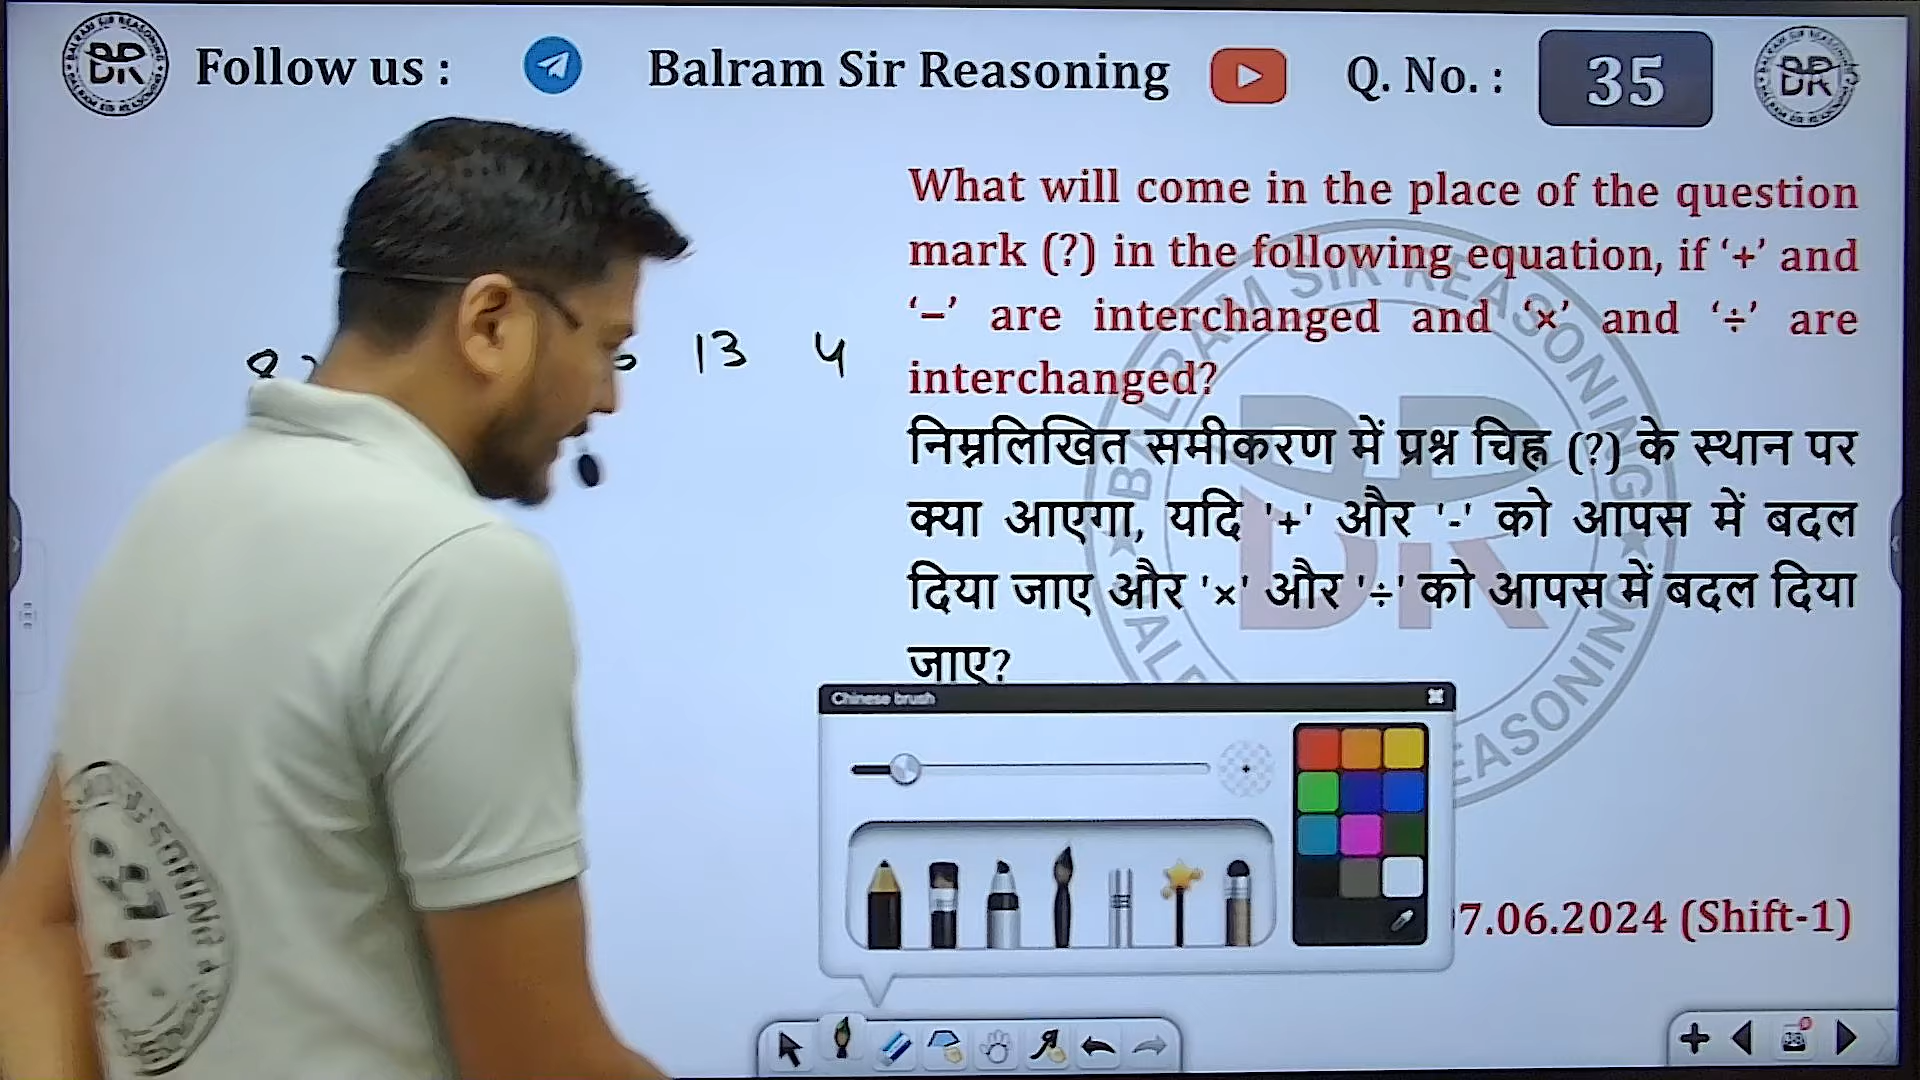 Follow us : Balram Sir Reasoning Q. No. : 35
What will come in the place of the question
mark (?) in the following equation, if ‘+’ and
‘−’ are interchanged and ‘×’ and ‘÷’ are
interchanged?
13 4
निम्नलिखित समीकरण में प्रश्न चिह्न (?) के स्थान पर
क्या आएगा, यदि '+' और '-' को आपस में बदल
दिया जाए और '×' और '÷' को आपस में बदल दिया
जाए?
Chinese brush
7.06.2024 (Shift-1)